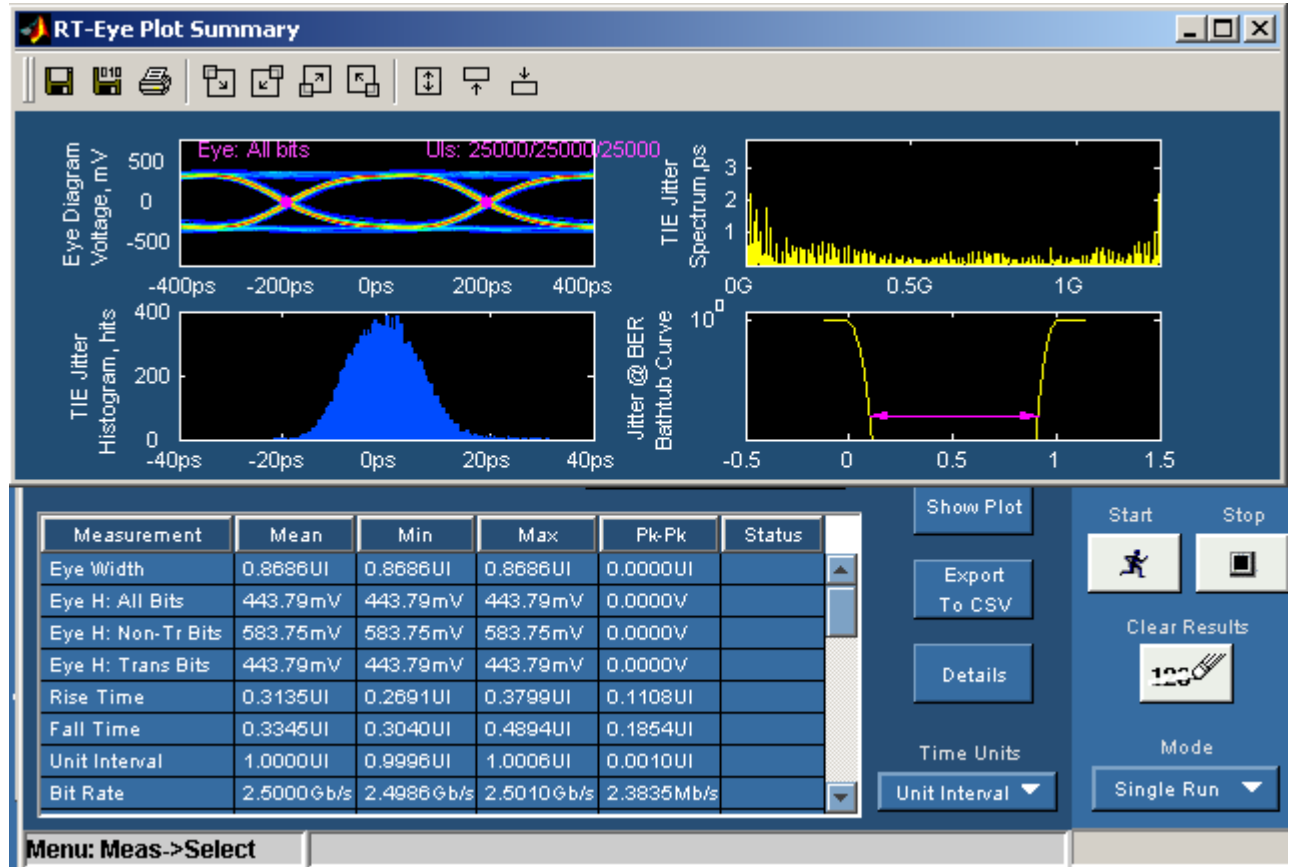 RT-Eye Plot Summary
Eye Diagram
Voltage, mV
500
0
-500
Eye: All bits
UIs: 25000/25000/25000
-400ps
-200ps
0ps
200ps
400ps
TIE Jitter
Spectrum,ps
3
2
1
0G
0.5G
1G
TIE Jitter
Histogram, hits
400
200
0
-40ps
-20ps
0ps
20ps
40ps
Jitter @ BER
Bathtub Curve
10
-0.5
0
0.5
1
1.5
Measurement Mean Min Max Pk-Pk Status
Eye Width 0.8686UI 0.8686UI 0.8686UI 0.0000UI
Eye H: All Bits 443.79mV 443.79mV 443.79mV 0.0000V
Eye H: Non-Tr Bits 583.75mV 583.75mV 583.75mV 0.0000V
Eye H: Trans Bits 443.79mV 443.79mV 443.79mV 0.0000V
Rise Time 0.3135UI 0.2691UI 0.3799UI 0.1108UI
Fall Time 0.3345UI 0.3040UI 0.4894UI 0.1854UI
Unit Interval 1.0000UI 0.9996UI 1.0006UI 0.0010UI
Bit Rate 2.5000Gb/s 2.4986Gb/s 2.5010Gb/s 2.3835Mb/s
Show Plot
Export
To CSV
Details
Time Units
Unit Interval
Start
Stop
Clear Results
Mode
Single Run
Menu: Meas->Select